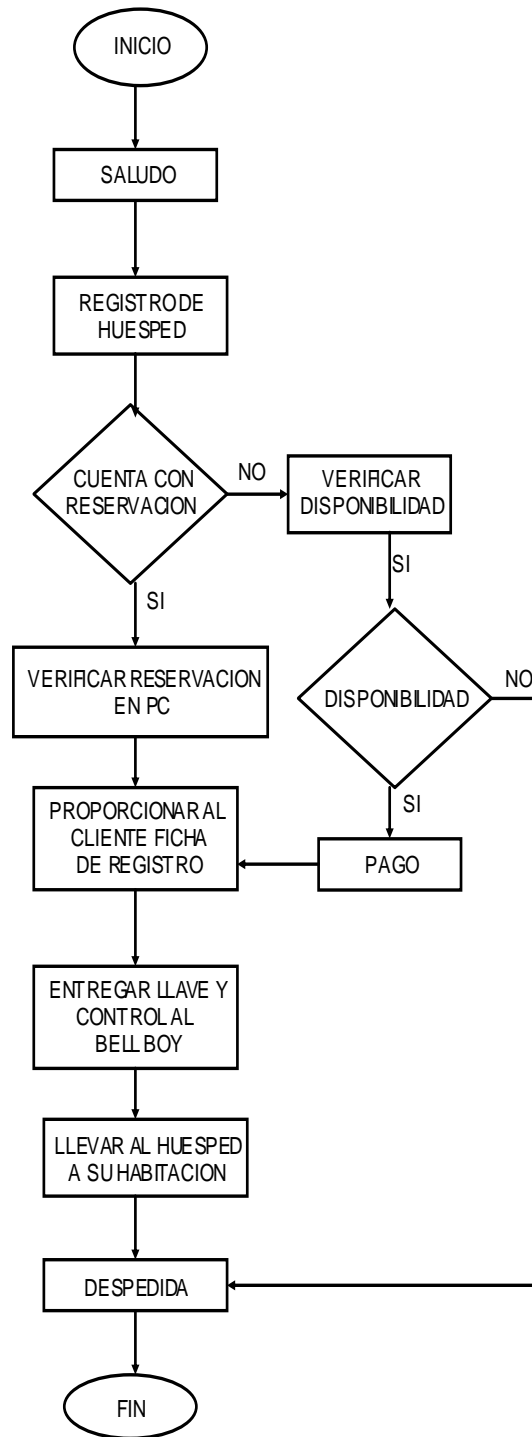 INICIO
SALUDO
REGISTRO DE
HUESPED
CUENTA CON
RESERVACION
NO
VERIFICAR
DISPONIBILIDAD
SI
SI
VERIFICAR RESERVACION
EN PC
DISPONIBILIDAD
NO
SI
PROPORCIONAR AL
CLIENTE FICHA
DE REGISTRO
PAGO
ENTREGAR LLAVE Y
CONTROL AL
BELL BOY
LLEVAR AL HUESPED
A SU HABITACION
DESPEDIDA
FIN